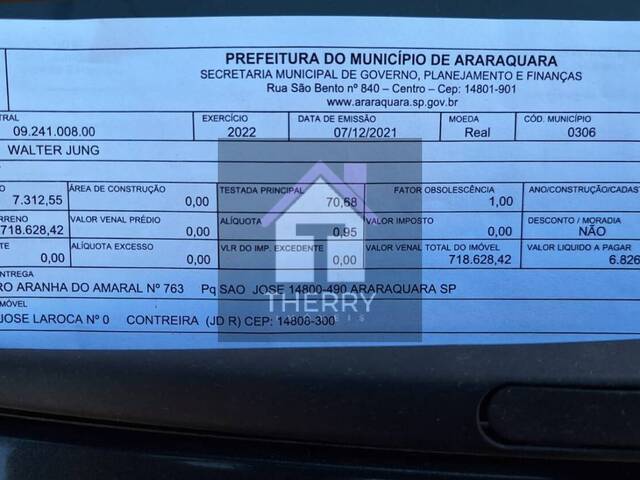 PREFEITURA DO MUNICÍPIO DE ARARAQUARA
SECRETARIA MUNICIPAL DE GOVERNO, PLANEJAMENTO E FINANÇAS
Rua São Bento nº 840 – Centro – Cep: 14801-901
www.araraquara.sp.gov.br
TRAL EXERCÍCIO DATA DE EMISSÃO MOEDA CÓD. MUNICÍPIO
09.241.008.00 2022 07/12/2021 Real 0306
WALTER JUNG
O ÁREA DE CONSTRUÇÃO TESTADA PRINCIPAL FATOR OBSOLESCÊNCIA ANO/CONSTRUÇÃO/CADAST
7.312,55 0,00 70,68 1,00
RRENO VALOR VENAL PRÉDIO ALÍQUOTA VALOR IMPOSTO DESCONTO / MORADIA
718.628,42 0,00 0,95 0,00 NÃO
TE ALÍQUOTA EXCESSO VLR DO IMP. EXCEDENTE VALOR VENAL TOTAL DO IMÓVEL VALOR LIQUIDO A PAGAR
0,00 0,00 0,00 718.628,42 6.826
NTREGA
RO ARANHA DO AMARAL Nº 763 Pq SAO JOSE 14800-490 ARARAQUARA SP
MÓVEL
JOSE LAROCA Nº 0 CONTREIRA (JD R) CEP: 14808-300
T
THERRY